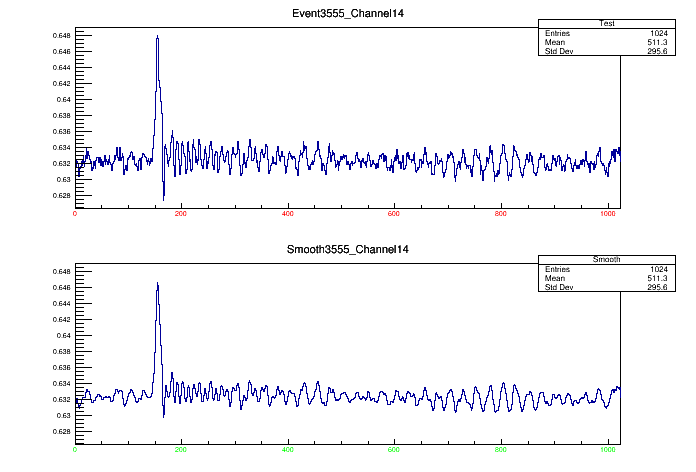 Event3555_Channel14
Test
Entries 1024
Mean 511.3
Std Dev 295.6
0.648
0.646
0.644
0.642
0.64
0.638
0.636
0.634
0.632
0.63
0.628
0 200 400 600 800 1000
Smooth3555_Channel14
Smooth
Entries 1024
Mean 511.3
Std Dev 295.6
0.648
0.646
0.644
0.642
0.64
0.638
0.636
0.634
0.632
0.63
0.628
0 200 400 600 800 1000